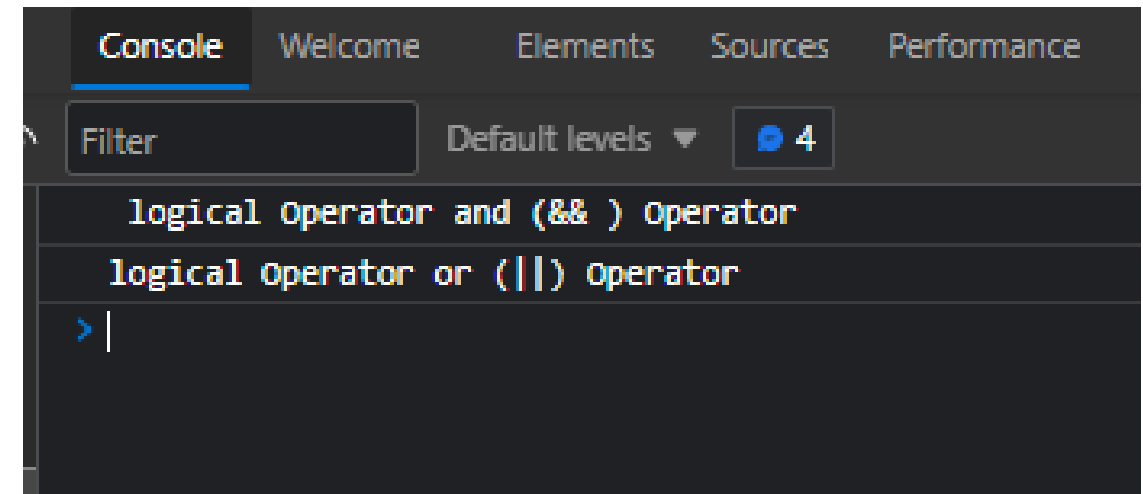 Console Welcome Elements Sources Performance
Filter Default levels 4
logical Operator and (&& ) Operator
logical Operator or (||) Operator
>